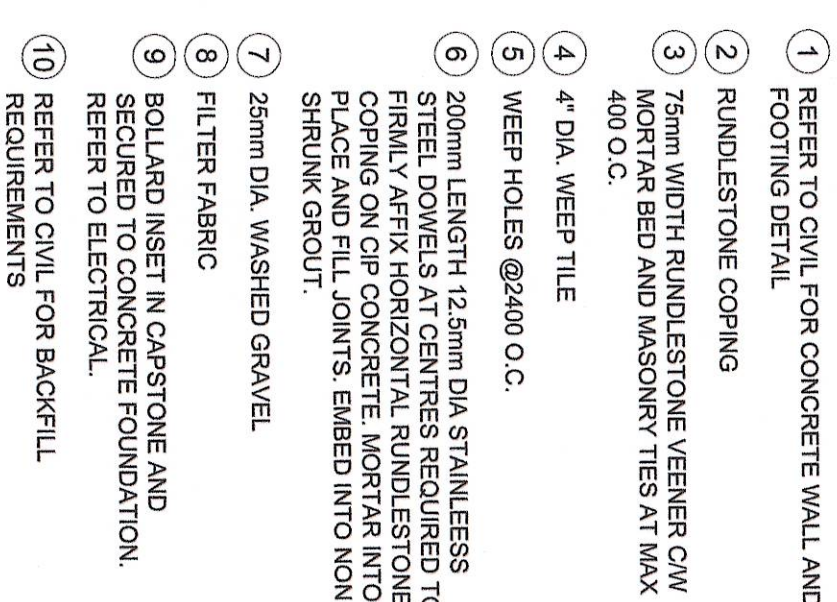 1 REFER TO CIVIL FOR CONCRETE WALL AND
FOOTING DETAIL
2 RUNDLESTONE COPING
3 75mm WIDTH RUNDLESTONE VEENER C/W
MORTAR BED AND MASONRY TIES AT MAX
400 O.C.
4 4" DIA. WEEP TILE
5 WEEP HOLES @2400 O.C.
6 200mm LENGTH 12.5mm DIA STAINLEESS
STEEL DOWELS AT CENTRES REQUIRED TO
FIRMLY AFFIX HORIZONTAL RUNDLESTONE
COPING ON CIP CONCRETE. MORTAR INTO
PLACE AND FILL JOINTS. EMBED INTO NON
SHRUNK GROUT.
7 25mm DIA. WASHED GRAVEL
8 FILTER FABRIC
9 BOLLARD INSET IN CAPSTONE AND
SECURED TO CONCRETE FOUNDATION.
REFER TO ELECTRICAL.
10 REFER TO CIVIL FOR BACKFILL
REQUIREMENTS